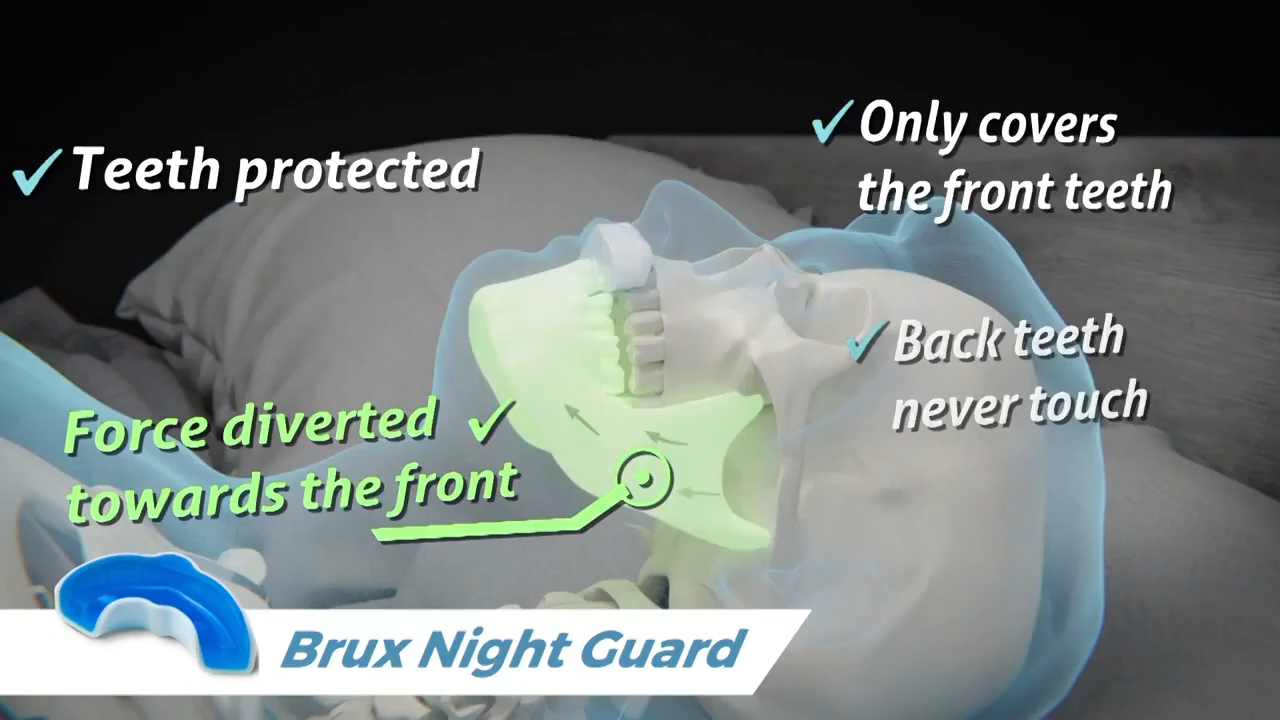 Teeth protected
Only covers
the front teeth
Back teeth
never touch
Force diverted
towards the front
Brux Night Guard